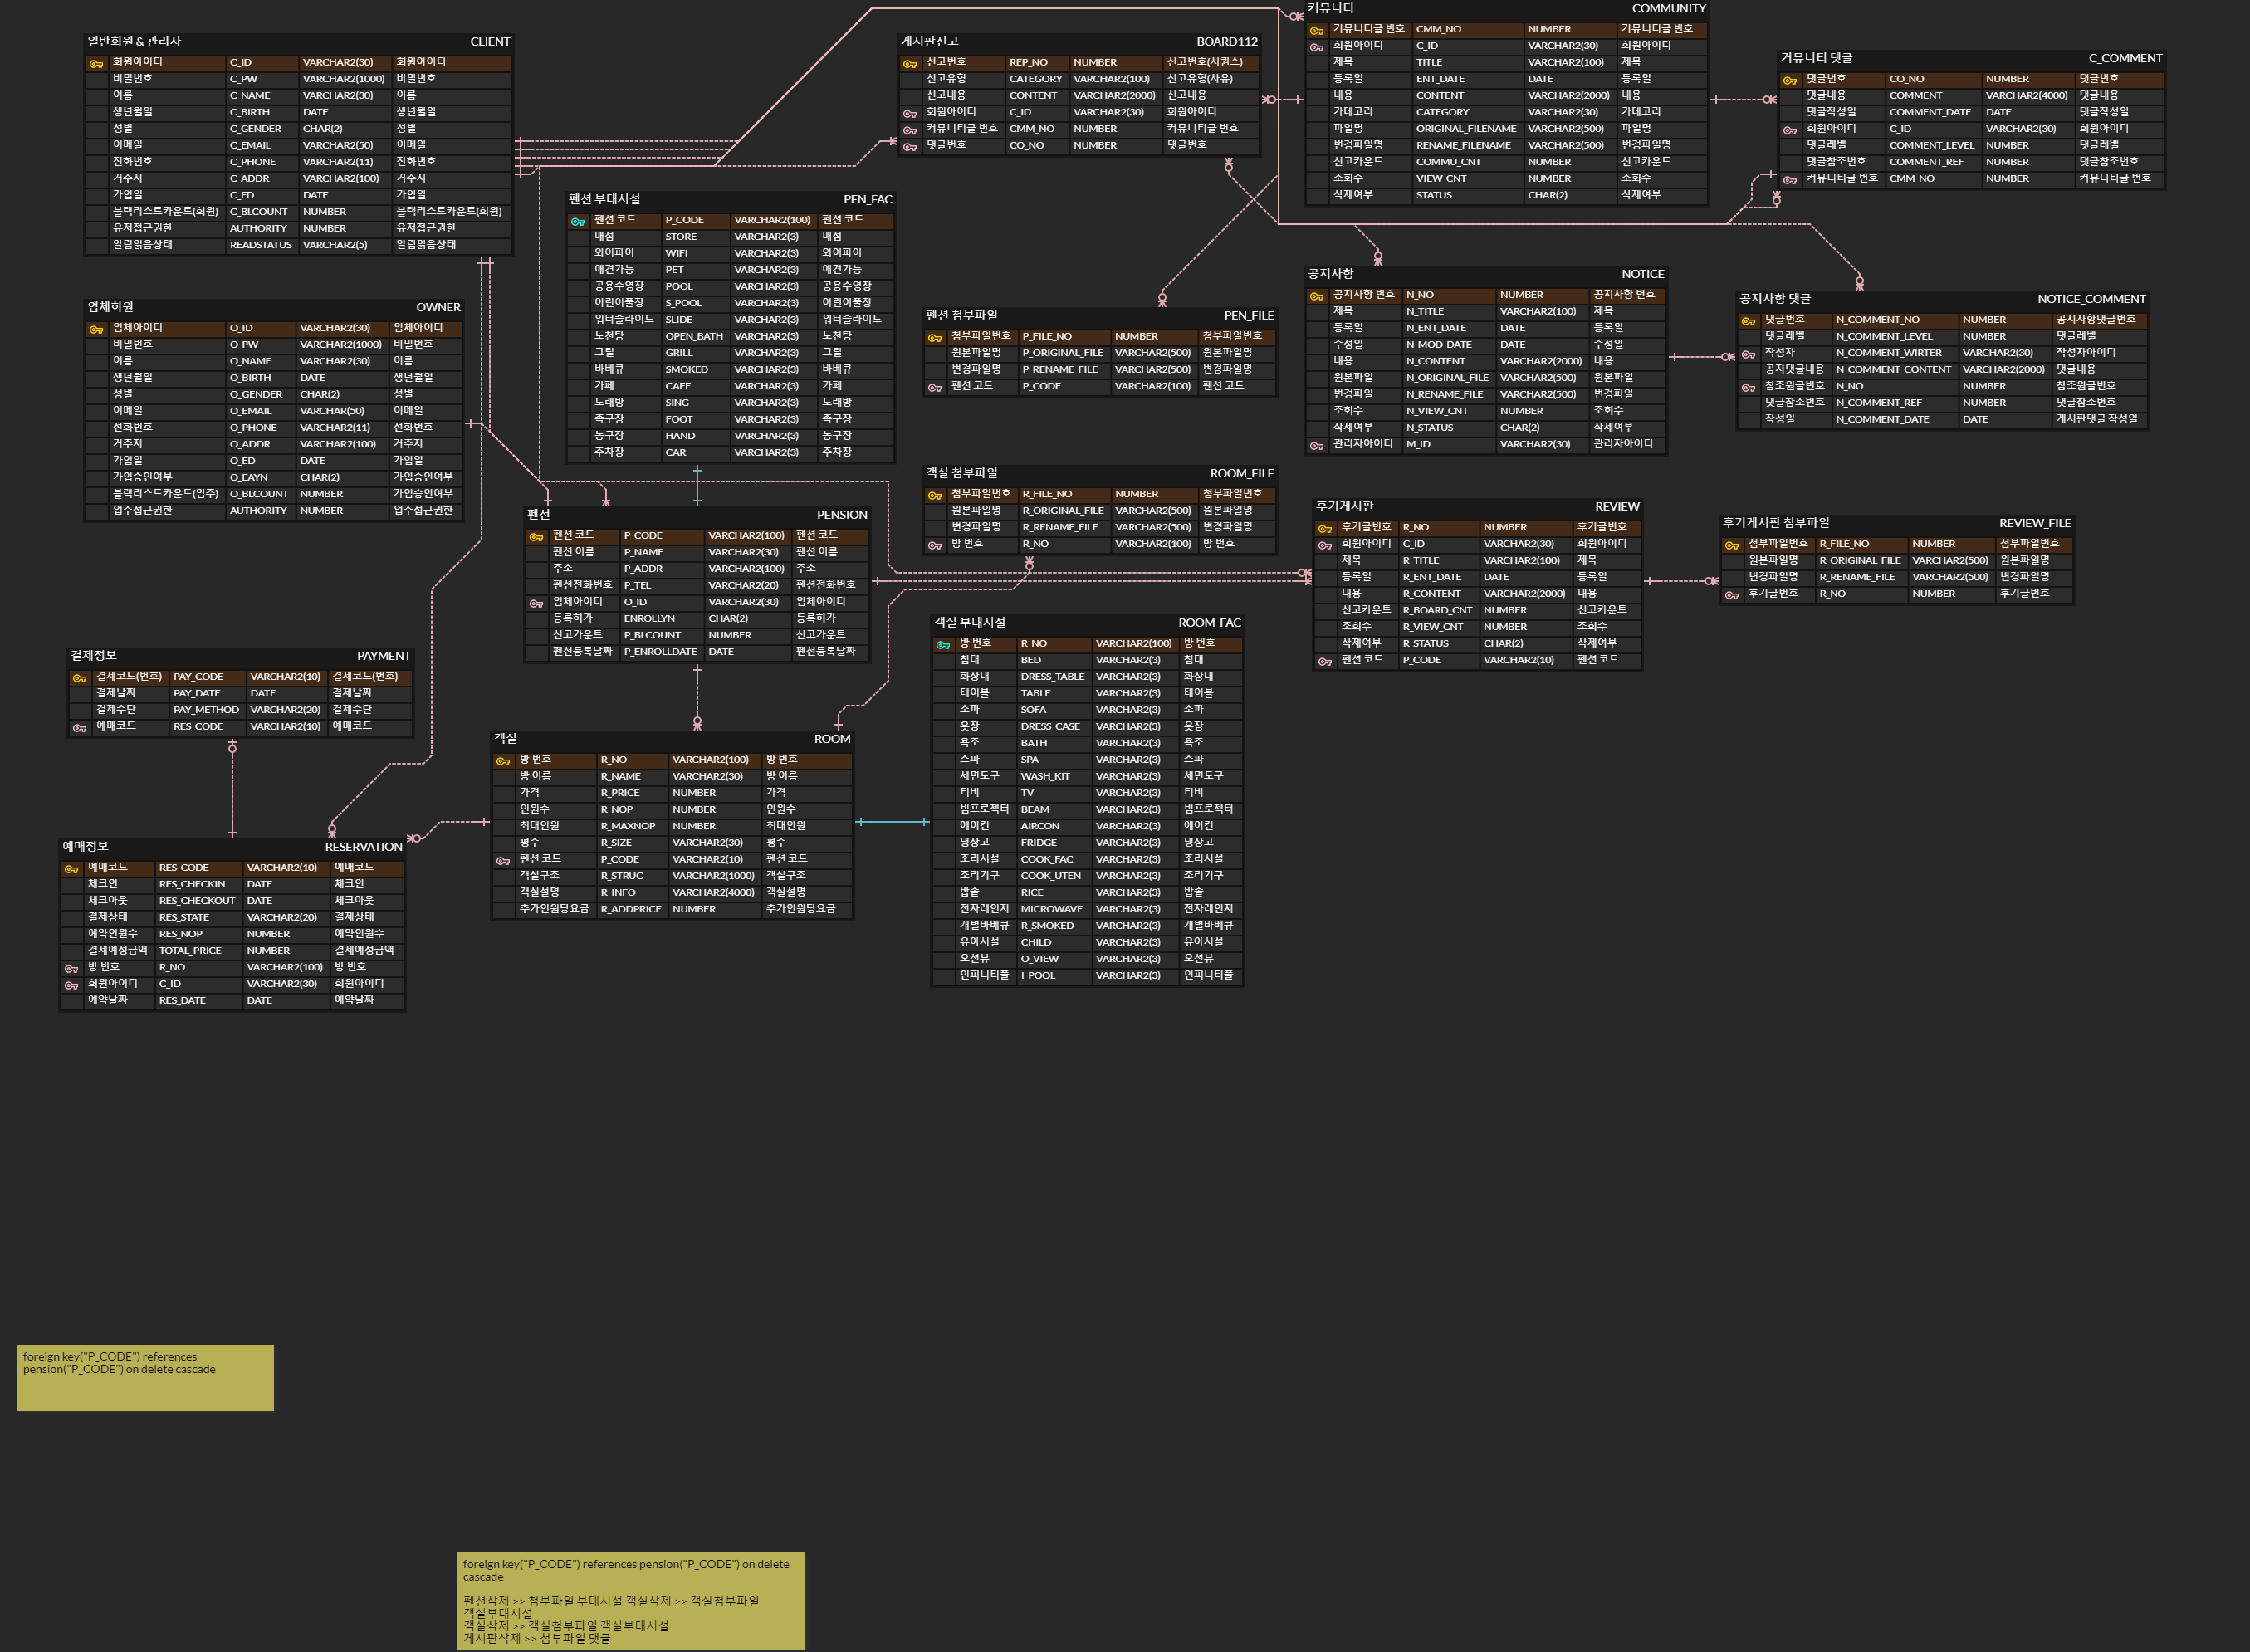 일반회원 & 관리자 CLIENT
회원아이디 C_ID VARCHAR2(30) 회원아이디
비밀번호 C_PW VARCHAR2(1000) 비밀번호
이름 C_NAME VARCHAR2(30) 이름
생년월일 C_BIRTH DATE 생년월일
성별 C_GENDER CHAR(2) 성별
이메일 C_EMAIL VARCHAR2(50) 이메일
전화번호 C_PHONE VARCHAR2(11) 전화번호
거주지 C_ADDR VARCHAR2(100) 거주지
가입일 C_ED DATE 가입일
블랙리스트카운트(회원) C_BLCOUNT NUMBER 블랙리스트카운트(회원)
유저접근권한 AUTHORITY NUMBER 유저접근권한
알림읽음상태 READSTATUS VARCHAR2(5) 알림읽음상태
게시판신고 BOARD112
신고번호 REP_NO NUMBER 신고번호(시퀀스)
신고유형 CATEGORY VARCHAR2(100) 신고유형(사유)
신고내용 CONTENT VARCHAR2(2000) 신고내용
회원아이디 C_ID VARCHAR2(30) 회원아이디
커뮤니티글 번호 CMM_NO NUMBER 커뮤니티글 번호
댓글번호 CO_NO NUMBER 댓글번호
커뮤니티 COMMUNITY
커뮤니티글 번호 CMM_NO NUMBER 커뮤니티글 번호
회원아이디 C_ID VARCHAR2(30) 회원아이디
제목 TITLE VARCHAR2(100) 제목
등록일 ENT_DATE DATE 등록일
내용 CONTENT VARCHAR2(2000) 내용
카테고리 CATEGORY VARCHAR2(30) 카테고리
파일명 ORIGINAL_FILENAME VARCHAR2(500) 파일명
변경파일명 RENAME_FILENAME VARCHAR2(500) 변경파일명
신고카운트 COMMU_CNT NUMBER 신고카운트
조회수 VIEW_CNT NUMBER 조회수
삭제여부 STATUS CHAR(2) 삭제여부
커뮤니티 댓글 C_COMMENT
댓글번호 CO_NO NUMBER 댓글번호
댓글내용 COMMENT VARCHAR2(4000) 댓글내용
댓글작성일 COMMENT_DATE DATE 댓글작성일
회원아이디 C_ID VARCHAR2(30) 회원아이디
댓글레벨 COMMENT_LEVEL NUMBER 댓글레벨
댓글참조번호 COMMENT_REF NUMBER 댓글참조번호
커뮤니티글 번호 CMM_NO NUMBER 커뮤니티글 번호
펜션 부대시설 PEN_FAC
펜션 코드 P_CODE VARCHAR2(100) 펜션 코드
매점 STORE VARCHAR2(3) 매점
와이파이 WIFI VARCHAR2(3) 와이파이
애견가능 PET VARCHAR2(3) 애견가능
공용수영장 POOL VARCHAR2(3) 공용수영장
어린이풀장 S_POOL VARCHAR2(3) 어린이풀장
워터슬라이드 SLIDE VARCHAR2(3) 워터슬라이드
노천탕 OPEN_BATH VARCHAR2(3) 노천탕
그릴 GRILL VARCHAR2(3) 그릴
바베큐 SMOKED VARCHAR2(3) 바베큐
카페 CAFE VARCHAR2(3) 카페
노래방 SING VARCHAR2(3) 노래방
족구장 FOOT VARCHAR2(3) 족구장
농구장 HAND VARCHAR2(3) 농구장
주차장 CAR VARCHAR2(3) 주차장
업체회원 OWNER
업체아이디 O_ID VARCHAR2(30) 업체아이디
비밀번호 O_PW VARCHAR2(1000) 비밀번호
이름 O_NAME VARCHAR2(30) 이름
생년월일 O_BIRTH DATE 생년월일
성별 O_GENDER CHAR(2) 성별
이메일 O_EMAIL VARCHAR(50) 이메일
전화번호 O_PHONE VARCHAR2(11) 전화번호
거주지 O_ADDR VARCHAR2(100) 거주지
가입일 O_ED DATE 가입일
가입승인여부 O_EAYN CHAR(2) 가입승인여부
블랙리스트카운트(업주) O_BLCOUNT NUMBER 가입승인여부
업주접근권한 AUTHORITY NUMBER 업주접근권한
펜션 첨부파일 PEN_FILE
첨부파일번호 P_FILE_NO NUMBER 첨부파일번호
원본파일명 P_ORIGINAL_FILE VARCHAR2(500) 원본파일명
변경파일명 P_RENAME_FILE VARCHAR2(500) 변경파일명
펜션 코드 P_CODE VARCHAR2(100) 펜션 코드
공지사항 NOTICE
공지사항 번호 N_NO NUMBER 공지사항 번호
제목 N_TITLE VARCHAR2(100) 제목
등록일 N_ENT_DATE DATE 등록일
수정일 N_MOD_DATE DATE 수정일
내용 N_CONTENT VARCHAR2(2000) 내용
원본파일 N_ORIGINAL_FILE VARCHAR2(500) 원본파일
변경파일 N_RENAME_FILE VARCHAR2(500) 변경파일
조회수 N_VIEW_CNT NUMBER 조회수
삭제여부 N_STATUS CHAR(2) 삭제여부
관리자아이디 M_ID VARCHAR2(30) 관리자아이디
공지사항 댓글 NOTICE_COMMENT
댓글번호 N_COMMENT_NO NUMBER 공지사항댓글번호
댓글레벨 N_COMMENT_LEVEL NUMBER 댓글레벨
작성자 N_COMMENT_WIRTER VARCHAR2(30) 작성자아이디
공지댓글내용 N_COMMENT_CONTENT VARCHAR2(2000) 댓글내용
참조원글번호 N_NO NUMBER 참조원글번호
댓글참조번호 N_COMMENT_REF NUMBER 댓글참조번호
작성일 N_COMMENT_DATE DATE 게시판댓글 작성일
객실 첨부파일 ROOM_FILE
첨부파일번호 R_FILE_NO NUMBER 첨부파일번호
원본파일명 R_ORIGINAL_FILE VARCHAR2(500) 원본파일명
변경파일명 R_RENAME_FILE VARCHAR2(500) 변경파일명
방 번호 R_NO VARCHAR2(100) 방 번호
펜션 PENSION
펜션 코드 P_CODE VARCHAR2(100) 펜션 코드
펜션 이름 P_NAME VARCHAR2(30) 펜션 이름
주소 P_ADDR VARCHAR2(100) 주소
펜션전화번호 P_TEL VARCHAR2(20) 펜션전화번호
업체아이디 O_ID VARCHAR2(30) 업체아이디
등록허가 ENROLLYN CHAR(2) 등록허가
신고카운트 P_BLCOUNT NUMBER 신고카운트
펜션등록날짜 P_ENROLLDATE DATE 펜션등록날짜
후기게시판 REVIEW
후기글번호 R_NO NUMBER 후기글번호
회원아이디 C_ID VARCHAR2(30) 회원아이디
제목 R_TITLE VARCHAR2(100) 제목
등록일 R_ENT_DATE DATE 등록일
내용 R_CONTENT VARCHAR2(2000) 내용
신고카운트 R_BOARD_CNT NUMBER 신고카운트
조회수 R_VIEW_CNT NUMBER 조회수
삭제여부 R_STATUS CHAR(2) 삭제여부
펜션 코드 P_CODE VARCHAR2(10) 펜션 코드
후기게시판 첨부파일 REVIEW_FILE
첨부파일번호 R_FILE_NO NUMBER 첨부파일번호
원본파일명 R_ORIGINAL_FILE VARCHAR2(500) 원본파일명
변경파일명 R_RENAME_FILE VARCHAR2(500) 변경파일명
후기글번호 R_NO NUMBER 후기글번호
객실 부대시설 ROOM_FAC
방 번호 R_NO VARCHAR2(100) 방 번호
침대 BED VARCHAR2(3) 침대
화장대 DRESS_TABLE VARCHAR2(3) 화장대
테이블 TABLE VARCHAR2(3) 테이블
소파 SOFA VARCHAR2(3) 소파
옷장 DRESS_CASE VARCHAR2(3) 옷장
욕조 BATH VARCHAR2(3) 욕조
스파 SPA VARCHAR2(3) 스파
세면도구 WASH_KIT VARCHAR2(3) 세면도구
티비 TV VARCHAR2(3) 티비
빔프로젝터 BEAM VARCHAR2(3) 빔프로젝터
에어컨 AIRCON VARCHAR2(3) 에어컨
냉장고 FRIDGE VARCHAR2(3) 냉장고
조리시설 COOK_FAC VARCHAR2(3) 조리시설
조리기구 COOK_UTEN VARCHAR2(3) 조리기구
밥솥 RICE VARCHAR2(3) 밥솥
전자레인지 MICROWAVE VARCHAR2(3) 전자레인지
개별바베큐 R_SMOKED VARCHAR2(3) 개별바베큐
유아시설 CHILD VARCHAR2(3) 유아시설
오션뷰 O_VIEW VARCHAR2(3) 오션뷰
인피니티풀 I_POOL VARCHAR2(3) 인피니티풀
결제정보 PAYMENT
결제코드(번호) PAY_CODE VARCHAR2(10) 결제코드(번호)
결제날짜 PAY_DATE DATE 결제날짜
결제수단 PAY_METHOD VARCHAR2(20) 결제수단
예매코드 RES_CODE VARCHAR2(10) 예매코드
객실 ROOM
방 번호 R_NO VARCHAR2(100) 방 번호
방 이름 R_NAME VARCHAR2(30) 방 이름
가격 R_PRICE NUMBER 가격
인원수 R_NOP NUMBER 인원수
최대인원 R_MAXNOP NUMBER 최대인원
평수 R_SIZE VARCHAR2(30) 평수
펜션 코드 P_CODE VARCHAR2(10) 펜션 코드
객실구조 R_STRUC VARCHAR2(1000) 객실구조
객실설명 R_INFO VARCHAR2(4000) 객실설명
추가인원당요금 R_ADDPRICE NUMBER 추가인원당요금
예매정보 RESERVATION
예매코드 RES_CODE VARCHAR2(10) 예매코드
체크인 RES_CHECKIN DATE 체크인
체크아웃 RES_CHECKOUT DATE 체크아웃
결제상태 RES_STATE VARCHAR2(20) 결제상태
예약인원수 RES_NOP NUMBER 예약인원수
결제예정금액 TOTAL_PRICE NUMBER 결제예정금액
방 번호 R_NO VARCHAR2(100) 방 번호
회원아이디 C_ID VARCHAR2(30) 회원아이디
예약날짜 RES_DATE DATE 예약날짜
foreign key("P_CODE") references
pension("P_CODE") on delete cascade
foreign key("P_CODE") references pension("P_CODE") on delete
cascade
펜션삭제 >> 첨부파일 부대시설 객실삭제 >> 객실첨부파일
객실부대시설
객실삭제 >> 객실첨부파일 객실부대시설
게시판삭제 >> 첨부파일 댓글